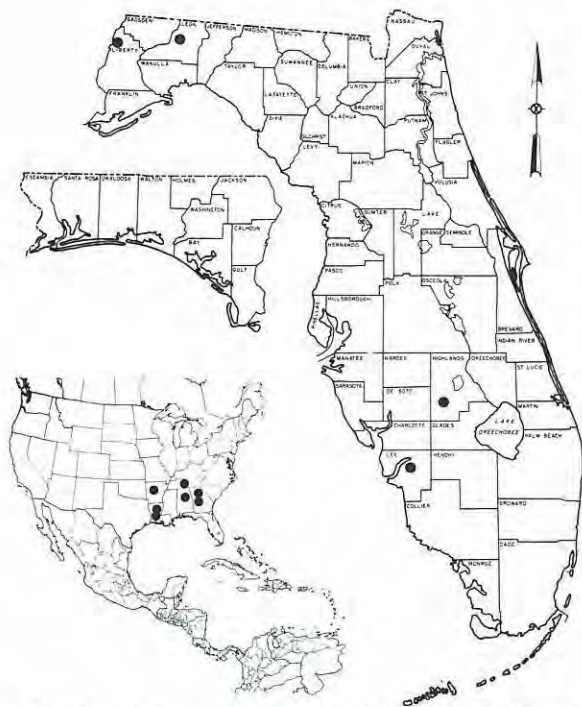 NASSAU
GADSDEN
LEON
JEFFERSON
MADISON
HAMILTON
BAKER
DUVAL
LIBERTY
WAKULLA
TAYLOR
SUWANNEE
COLUMBIA
CLAY
ST JOHNS
FRANKLIN
LAFAYETTE
UNION
BRADFORD
PUTNAM
DIXIE
GILCHRIST
ALACHUA
FLAGLER
LEVY
MARION
VOLUSIA
ESCAMBIA
SANTA ROSA
OKALOOSA
WALTON
HOLMES
JACKSON
WASHINGTON
BAY
CALHOUN
GULF
CITRUS
SUMTER
LAKE
ORANGE
SEMINOLE
HERNANDO
PASCO
POLK
OSCEOLA
PINELLAS
HILLSBOROUGH
BREVARD
INDIAN RIVER
MANATEE
HARDEE
HIGHLANDS
OKEECHOBEE
ST LUCIE
SARASOTA
DE SOTO
MARTIN
CHARLOTTE
GLADES
LAKE
OKEECHOBEE
PALM BEACH
LEE
HENDRY
BROWARD
COLLIER
DADE
MONROE